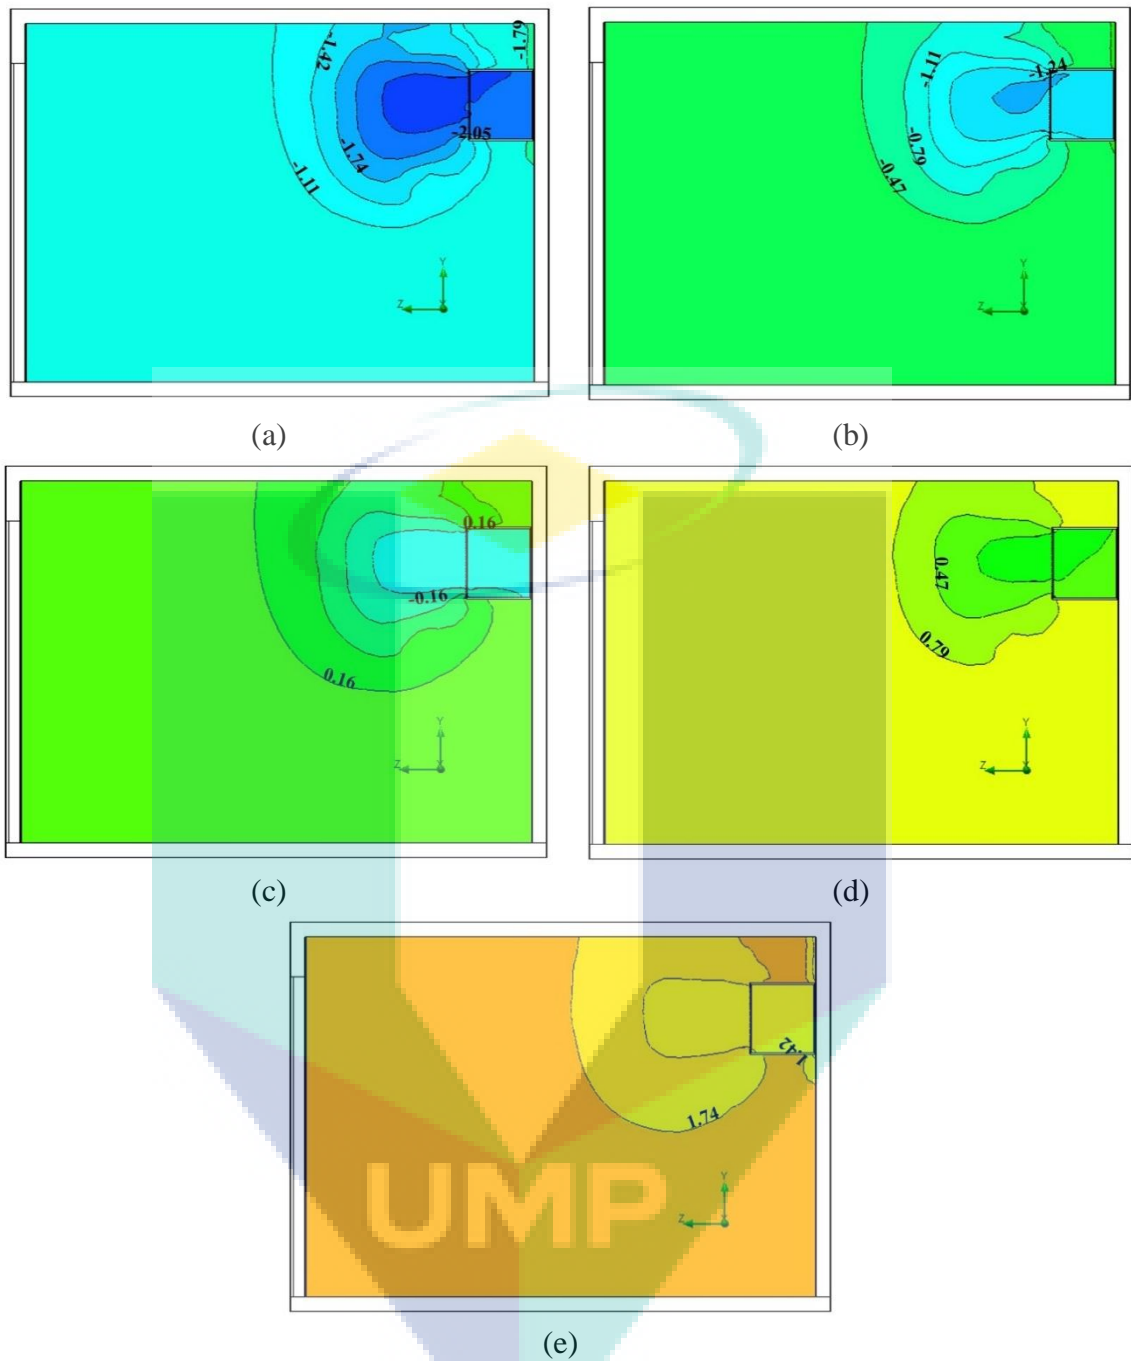 -1.79
-1.42
-2.05
-1.74
-1.11
Y
Z
(a)
-1.11
-1.24
-0.79
-0.47
Y
Z
(b)
0.16
-0.16
0.16
Y
Z
(c)
0.47
0.79
Y
Z
(d)
1.42
1.74
Y
Z
UMP
(e)